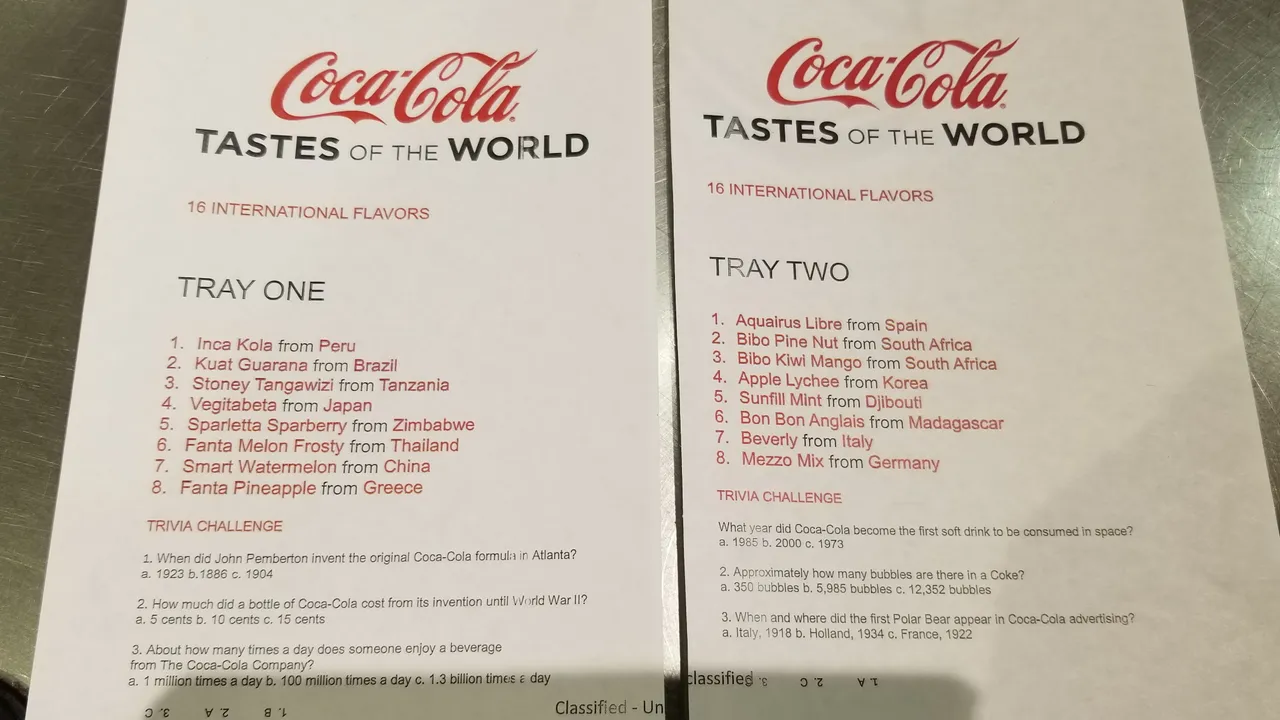 Coca-Cola
TASTES OF THE WORLD
16 INTERNATIONAL FLAVORS
TRAY ONE
1. Inca Kola from Peru
2. Kuat Guarana from Brazil
3. Stoney Tangawizi from Tanzania
4. Vegitabeta from Japan
5. Sparletta Sparberry from Zimbabwe
6. Fanta Melon Frosty from Thailand
7. Smart Watermelon from China
8. Fanta Pineapple from Greece
TRIVIA CHALLENGE
1. When did John Pemberton invent the original Coca-Cola formula in Atlanta?
a. 1923 b.1886 c. 1904
2. How much did a bottle of Coca-Cola cost from its invention until World War II?
a. 5 cents b. 10 cents c. 15 cents
3. About how many times a day does someone enjoy a beverage
from The Coca-Cola Company?
a. 1 million times a day b. 100 million times a day c. 1.3 billion times a day
1. B 2. A 3. C
Classified - Un
Coca-Cola
TASTES OF THE WORLD
16 INTERNATIONAL FLAVORS
TRAY TWO
1. Aquairus Libre from Spain
2. Bibo Pine Nut from South Africa
3. Bibo Kiwi Mango from South Africa
4. Apple Lychee from Korea
5. Sunfill Mint from Djibouti
6. Bon Bon Anglais from Madagascar
7. Beverly from Italy
8. Mezzo Mix from Germany
TRIVIA CHALLENGE
What year did Coca-Cola become the first soft drink to be consumed in space?
a. 1985 b. 2000 c. 1973
2. Approximately how many bubbles are there in a Coke?
a. 350 bubbles b. 5,985 bubbles c. 12,352 bubbles
3. When and where did the first Polar Bear appear in Coca-Cola advertising?
a. Italy, 1918 b. Holland, 1934 c. France, 1922
classified
1. A 2. C 3. C